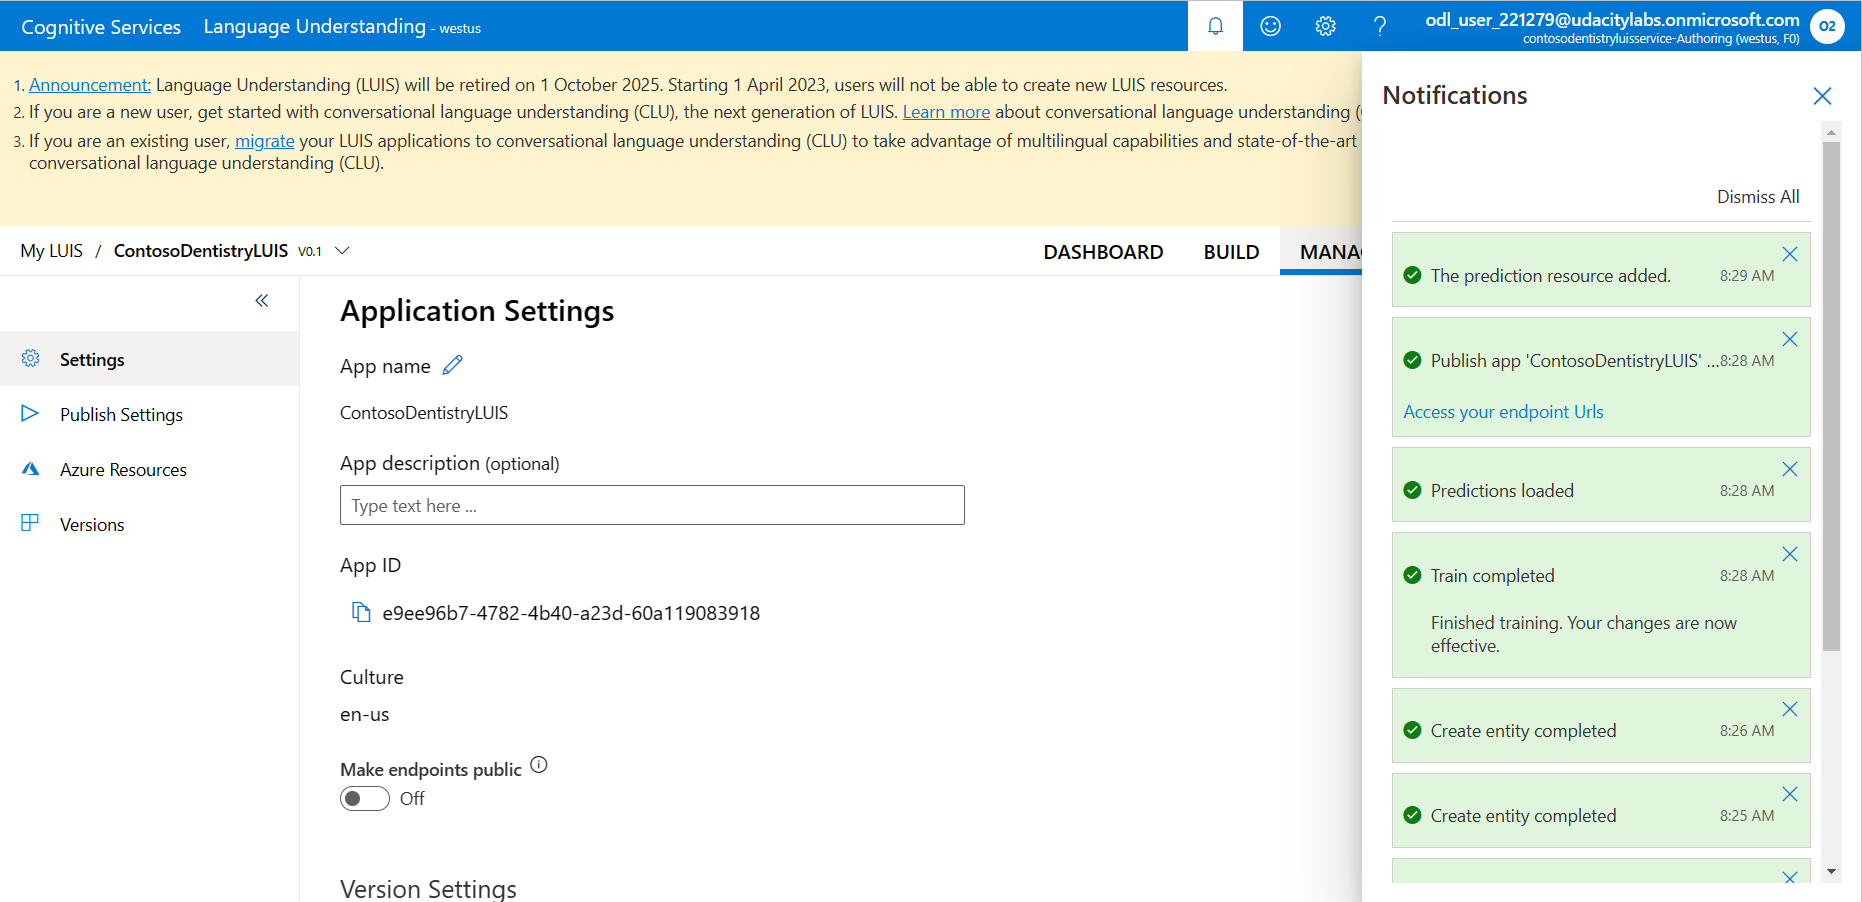 Cognitive Services Language Understanding - westus
odl_user_221279@udacitylabs.onmicrosoft.com
contosodentistryluisservice-Authoring (westus, F0)
O2
1. Announcement: Language Understanding (LUIS) will be retired on 1 October 2025. Starting 1 April 2023, users will not be able to create new LUIS resources.
2. If you are a new user, get started with conversational language understanding (CLU), the next generation of LUIS. Learn more about conversational language understanding (
3. If you are an existing user, migrate your LUIS applications to conversational language understanding (CLU) to take advantage of multilingual capabilities and state-of-the-art
conversational language understanding (CLU).
My LUIS / ContosoDentistryLUIS V0.1
DASHBOARD BUILD MANA
Settings
Publish Settings
Azure Resources
Versions
Application Settings
App name
ContosoDentistryLUIS
App description (optional)
Type text here ...
App ID
e9ee96b7-4782-4b40-a23d-60a119083918
Culture
en-us
Make endpoints public
Off
Version Settings
Notifications
Dismiss All
The prediction resource added. 8:29 AM
Publish app 'ContosoDentistryLUIS' ... 8:28 AM
Access your endpoint Urls
Predictions loaded 8:28 AM
Train completed 8:28 AM
Finished training. Your changes are now
effective.
Create entity completed 8:26 AM
Create entity completed 8:25 AM